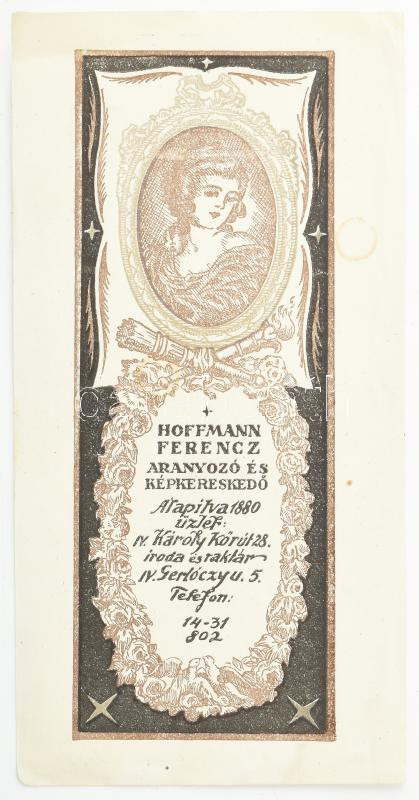 HOFFMANN
FERENCZ
ARANYOZÓ ÉS
KÉPKERESKEDŐ
Alapitva 1880
üzlet:
IV. Károly Körút 28.
iroda és raktár
IV. Gerlóczy u. 5.
Telefon:
14-31
802